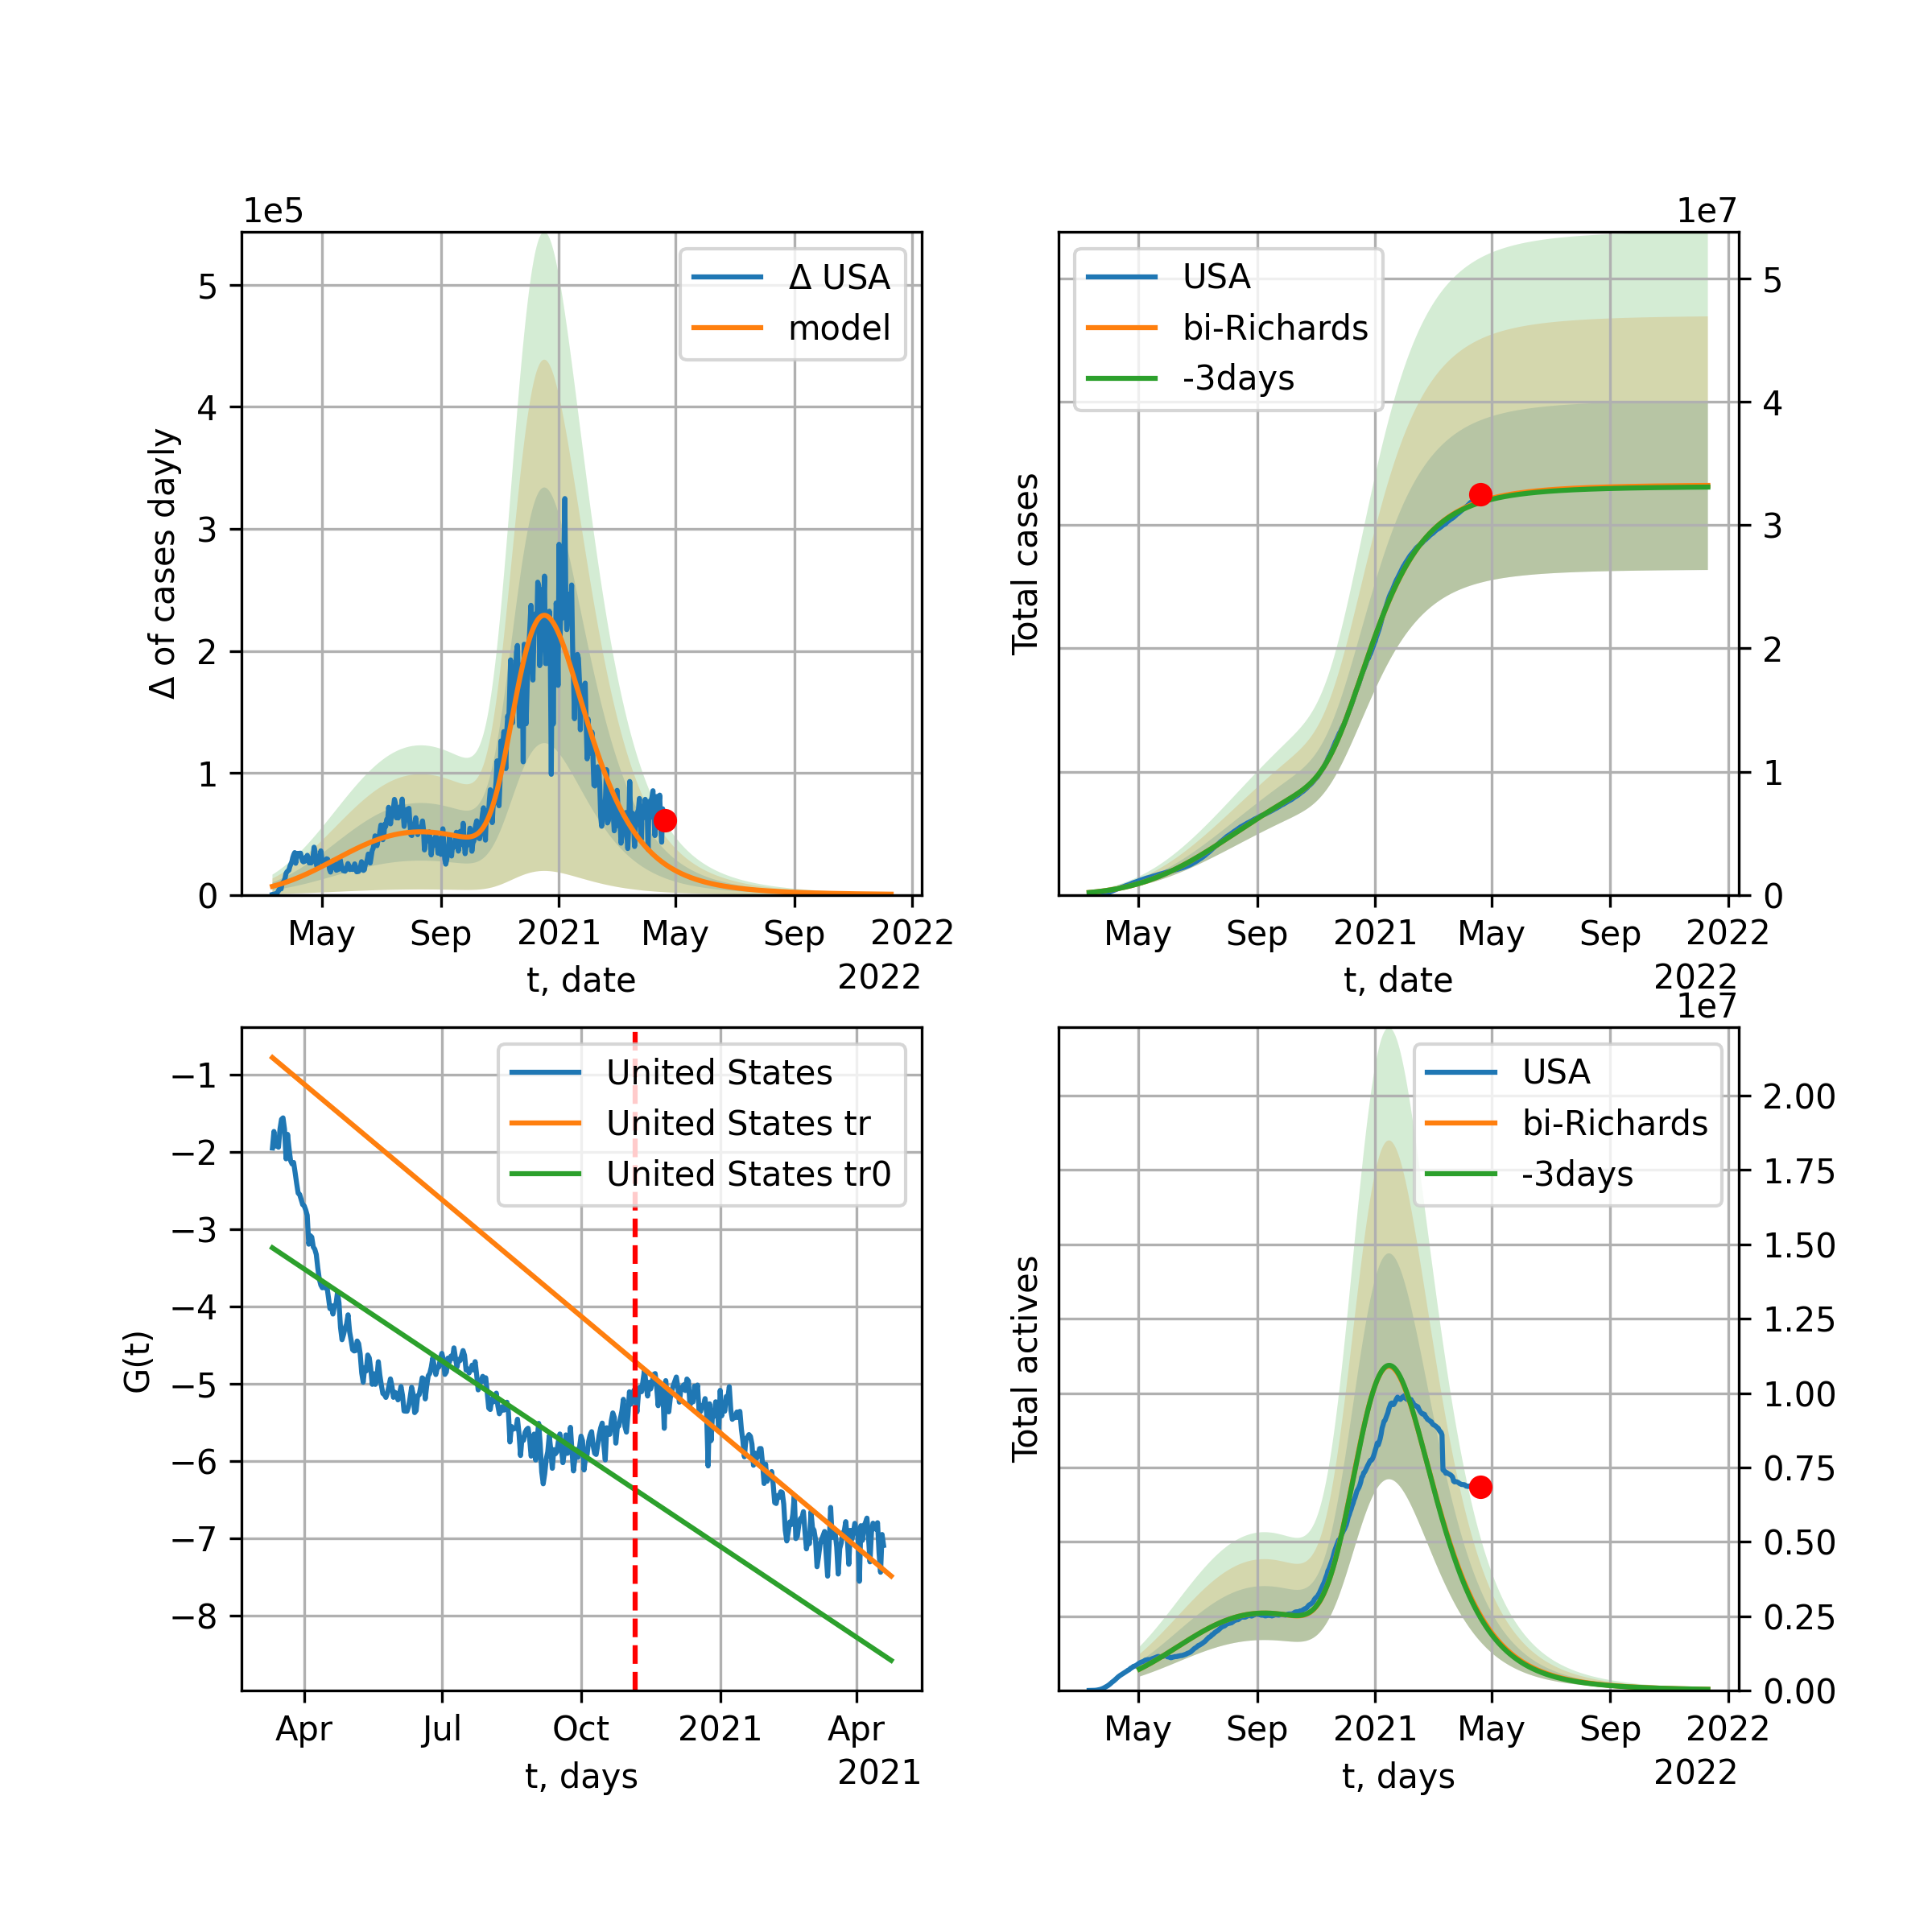 1e5
5
4
3
2
1
0
Δ of cases dayly
Δ USA
model
May Sep 2021 May Sep 2022
t, date
2022
1e7
5
4
3
2
1
0
Total cases
USA
bi-Richards
-3days
May Sep 2021 May Sep 2022
t, date
2022
−1
−2
−3
−4
−5
−6
−7
−8
G(t)
United States
United States tr
United States tr0
Apr Jul Oct 2021 Apr
t, days
2021
1e7
2.00
1.75
1.50
1.25
1.00
0.75
0.50
0.25
0.00
Total actives
USA
bi-Richards
-3days
May Sep 2021 May Sep 2022
t, days
2022